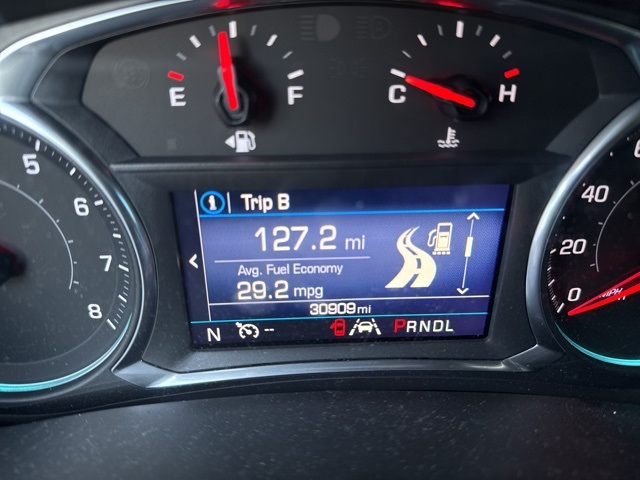 E F C H
5
6
7
8
Trip B
127.2 mi
Avg. Fuel Economy
29.2 mpg
30909mi
N -- PRNDL
40
20
0
MPH